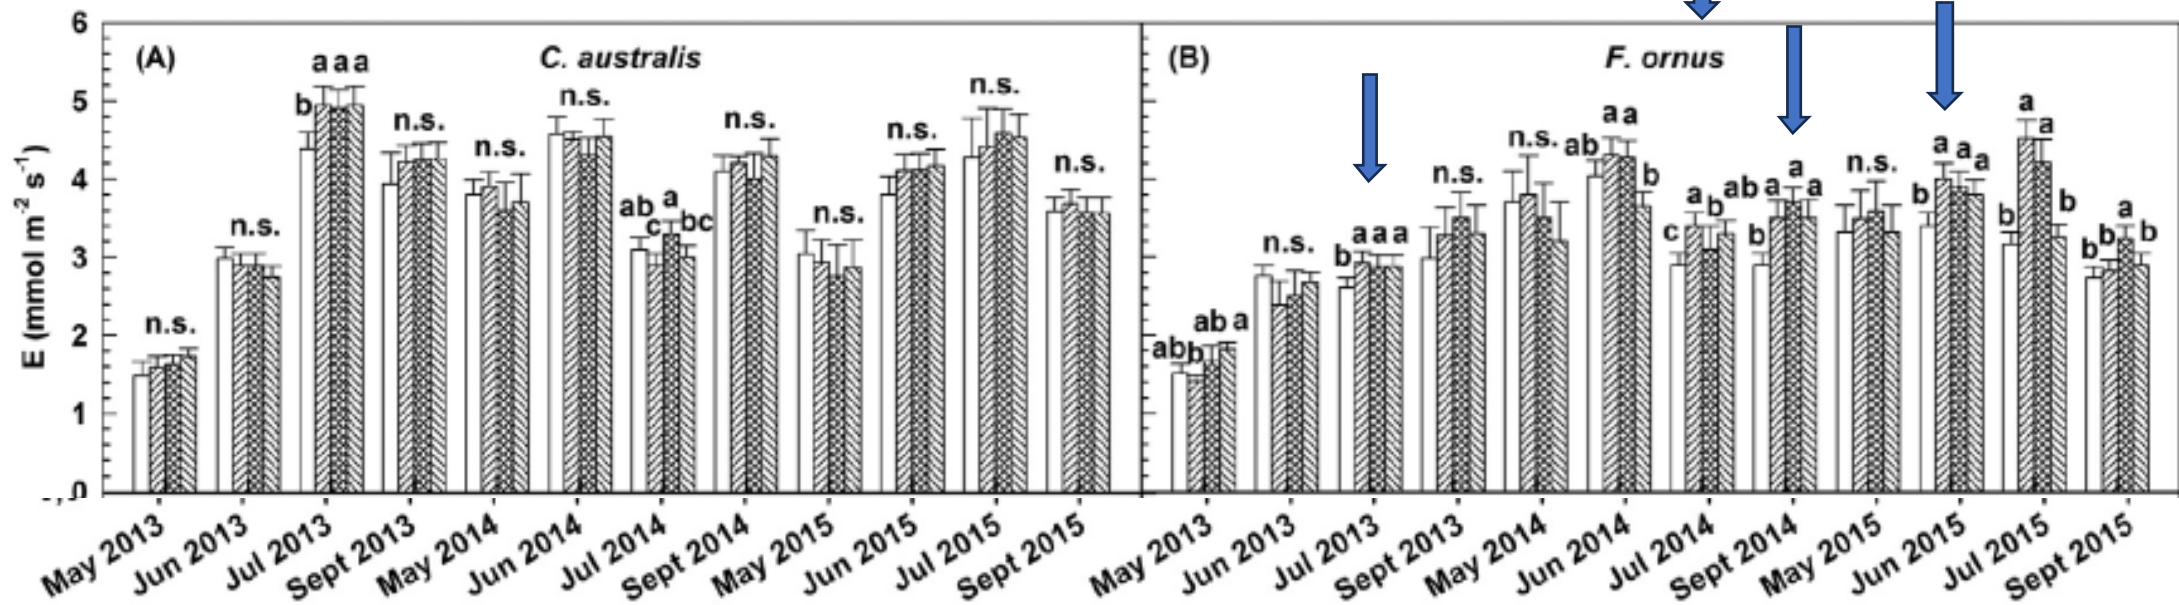 6
5
4
3
2
1
0
E (mmol m-2 s-1)
(A)
C. australis
n.s.
n.s.
b a a a
n.s.
n.s.
n.s.
ab c a bc
n.s.
n.s.
n.s.
n.s.
n.s.
May 2013
Jun 2013
Jul 2013
Sept 2013
May 2014
Jun 2014
Jul 2014
Sept 2014
May 2015
Jun 2015
Jul 2015
Sept 2015
(B)
F. ornus
ab b ab a
n.s.
b a a a
n.s.
n.s.
ab a a b
c a b ab
b a a a
n.s.
b a a a
b a a b
b b a b
May 2013
Jun 2013
Jul 2013
Sept 2013
May 2014
Jun 2014
Jul 2014
Sept 2014
May 2015
Jun 2015
Jul 2015
Sept 2015